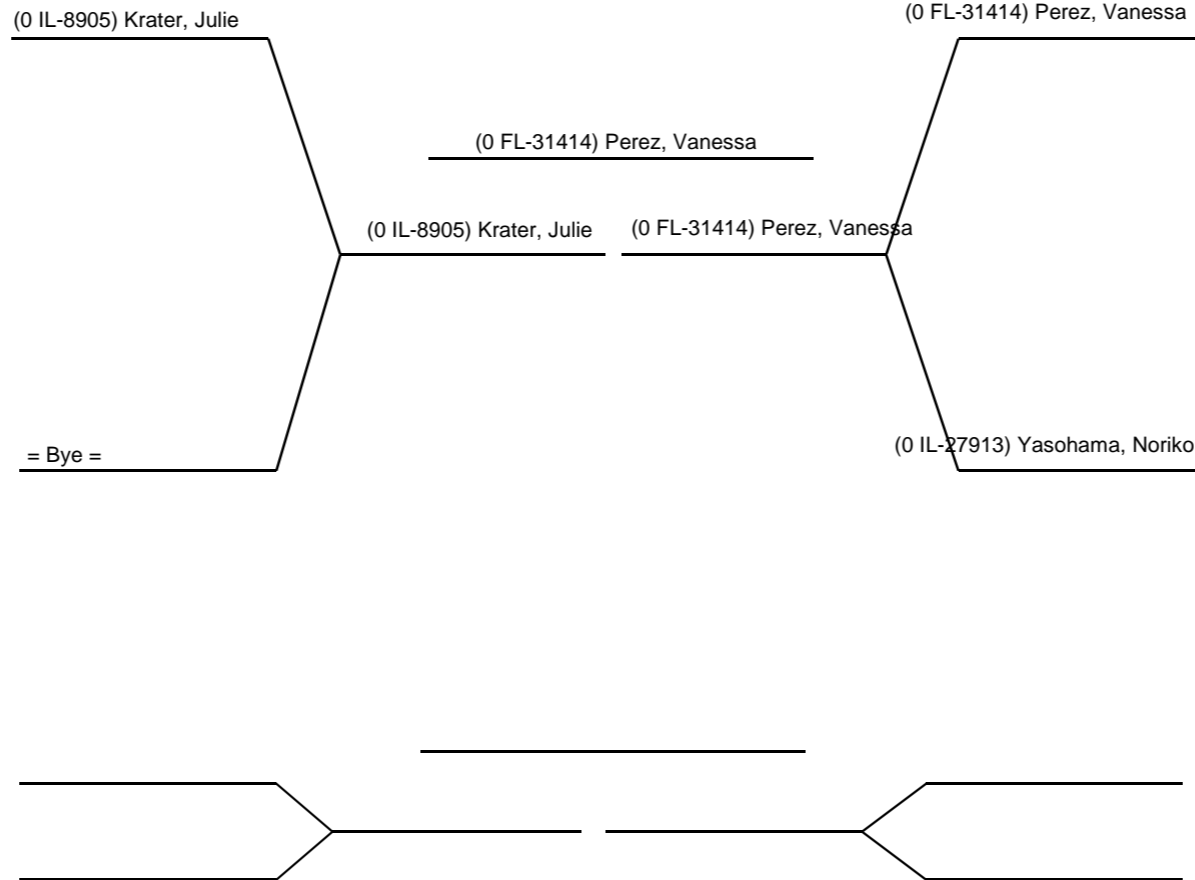 (0 IL-8905) Krater, Julie
(0 FL-31414) Perez, Vanessa
(0 FL-31414) Perez, Vanessa
(0 IL-8905) Krater, Julie
(0 FL-31414) Perez, Vanessa
= Bye =
(0 IL-27913) Yasohama, Noriko